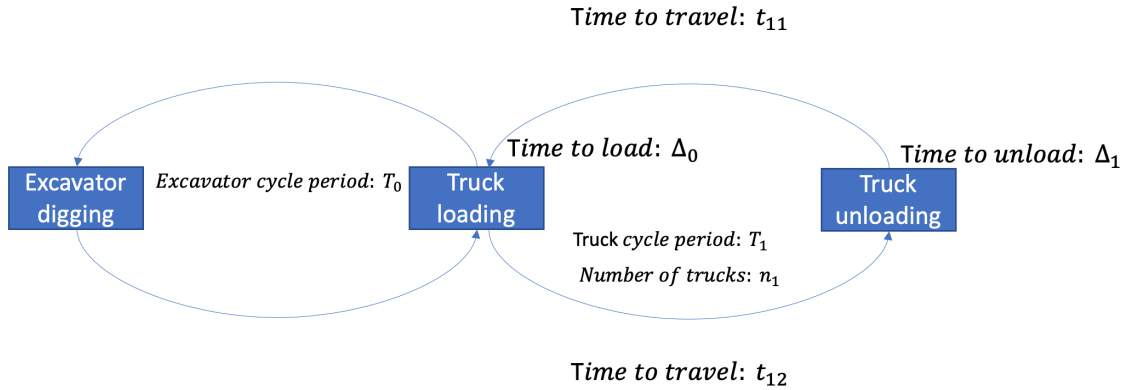 Time to travel: t₁₁
Time to load: Δ₀
Time to unload: Δ₁
Excavator
digging
Excavator cycle period: T₀
Truck
loading
Truck
unloading
Truck cycle period: T₁
Number of trucks: n₁
Time to travel: t₁₂